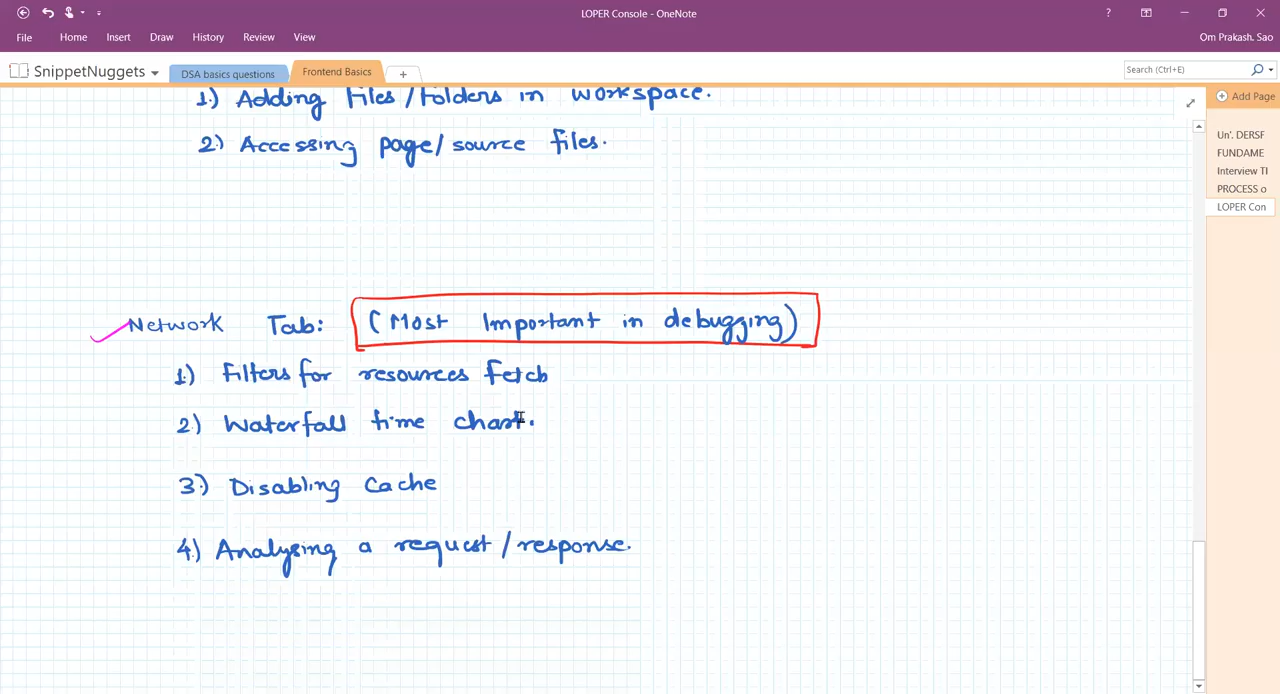 LOPER Console - OneNote
File Home Insert Draw History Review View
Om Prakash, Sao
SnippetNuggets
DSA basics questions
Frontend Basics
Search (Ctrl+E)
Add Page
Un'. DERSF
FUNDAME
Interview TI
PROCESS o
LOPER Con
1.) Adding files/folders in workspace.
2.) Accessing page/source files.
Network Tab: (Most Important in debugging)
1.) Filters for resources fetch
2.) Waterfall time chart.
3.) Disabling Cache
4.) Analysing a request/response.